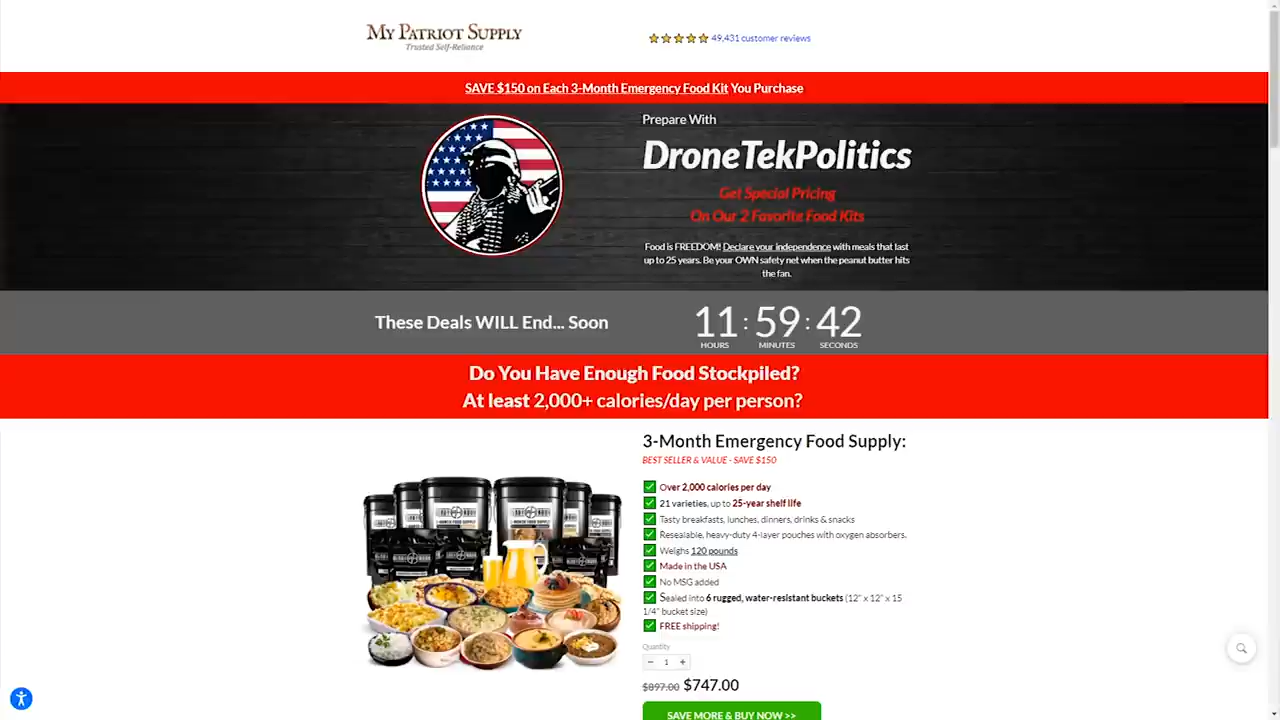 My Patriot Supply
Trusted Self-Reliance
49,431 customer reviews
SAVE $150 on Each 3-Month Emergency Food Kit You Purchase
Prepare With
DroneTekPolitics
Get Special Pricing
On Our 2 Favorite Food Kits
Food is FREEDOM! Declare your independence with meals that last
up to 25 years. Be your OWN safety net when the peanut butter hits
the fan.
These Deals WILL End... Soon
11 : 59 : 42
HOURS MINUTES SECONDS
Do You Have Enough Food Stockpiled?
At least 2,000+ calories/day per person?
3-Month Emergency Food Supply:
BEST SELLER & VALUE - SAVE $150
Over 2,000 calories per day
21 varieties, up to 25-year shelf life
Tasty breakfasts, lunches, dinners, drinks & snacks
Resealable, heavy-duty 4-layer pouches with oxygen absorbers.
Weighs 120 pounds
Made in the USA
No MSG added
Sealed into 6 rugged, water-resistant buckets (12" x 12" x 15
1/4" bucket size)
FREE shipping!
Quantity
− 1 +
$897.00 $747.00
SAVE MORE & BUY NOW >>